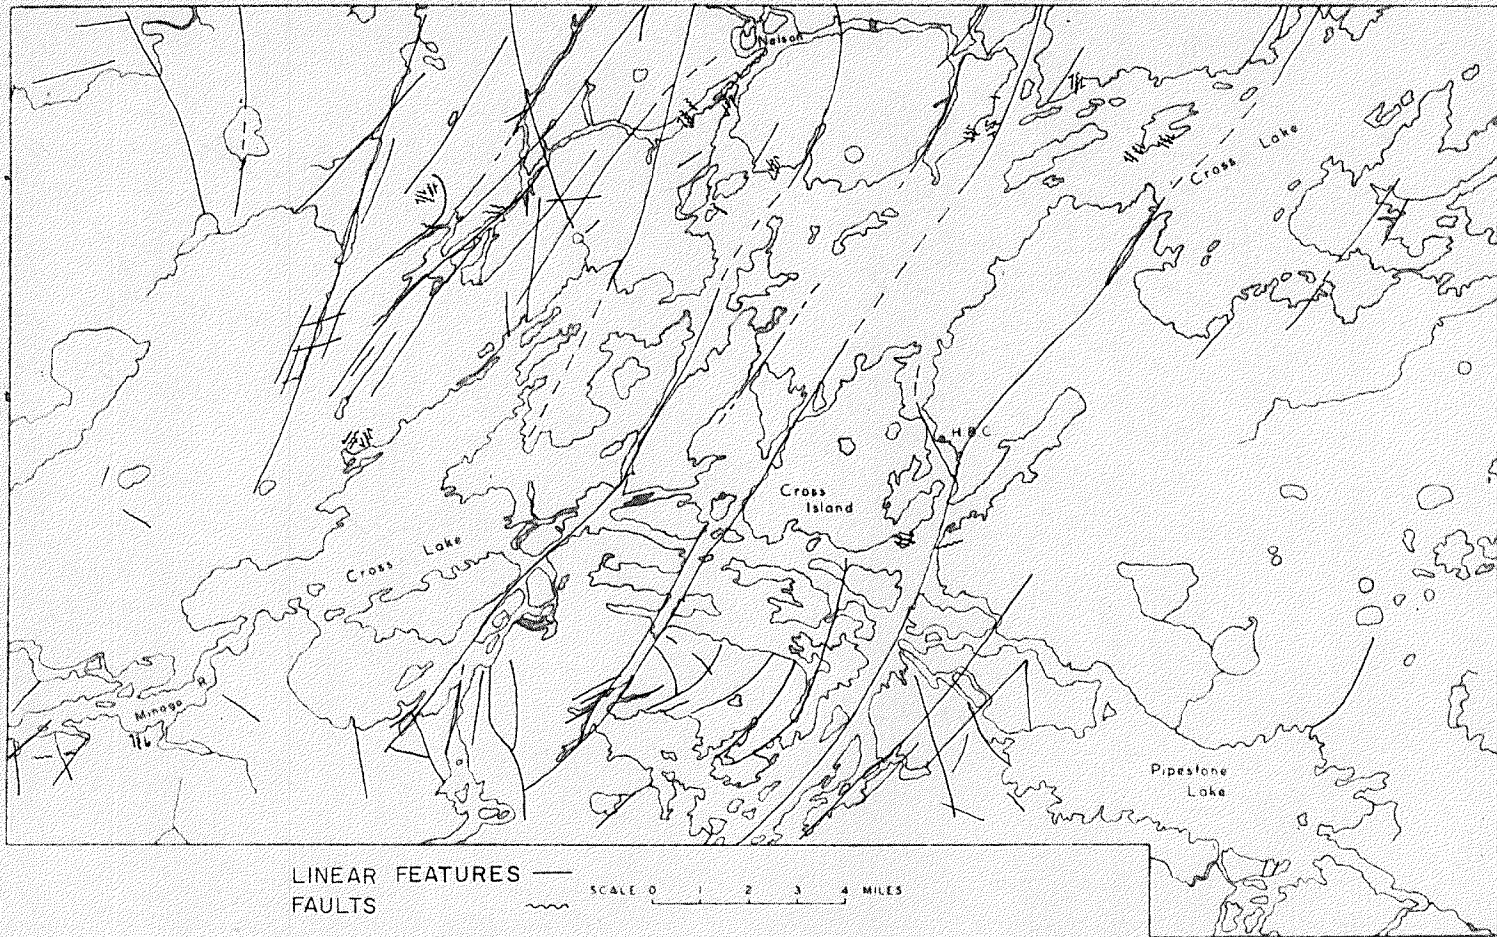 Nelson
Cross Lake
H B C
Cross
Island
Cross Lake
Minago R
Pipestone
Lake
LINEAR FEATURES
FAULTS
SCALE 0 1 2 3 4 MILES